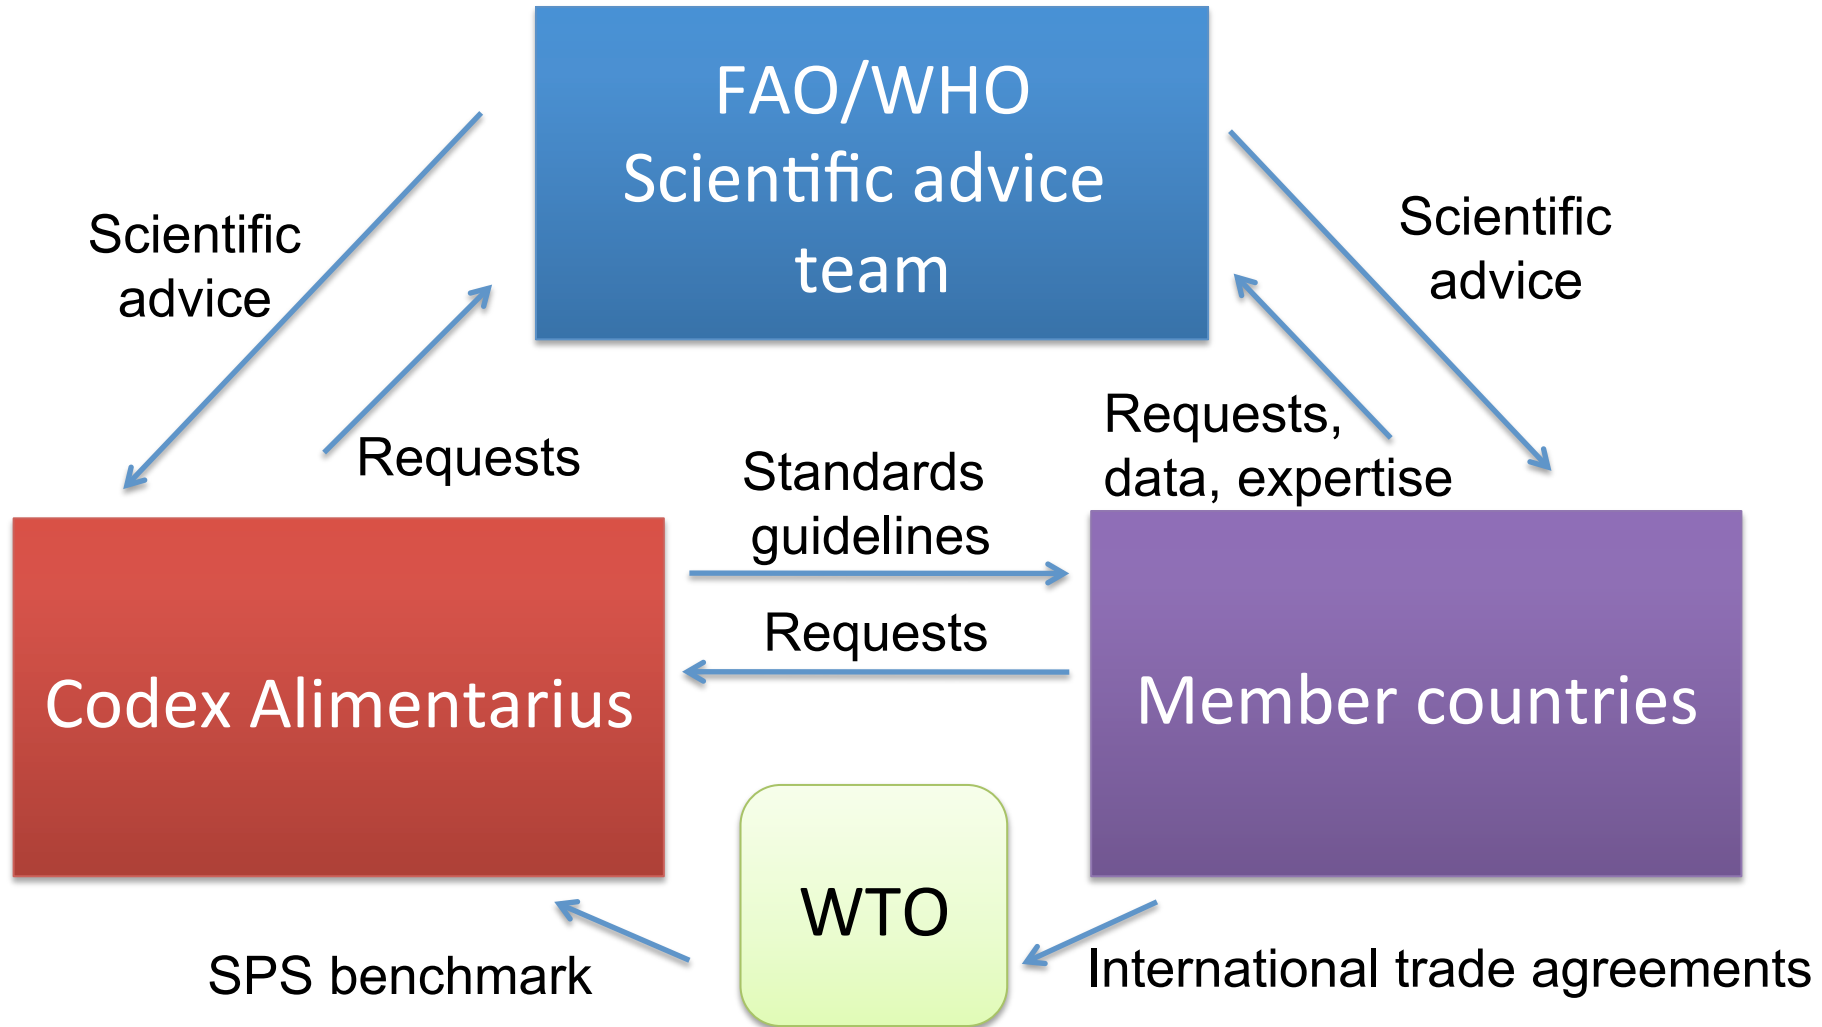 FAO/WHO
Scientific advice
team
Scientific
advice
Scientific
advice
Requests
Requests,
data, expertise
Standards
guidelines
Requests
Codex Alimentarius
Member countries
WTO
SPS benchmark
International trade agreements